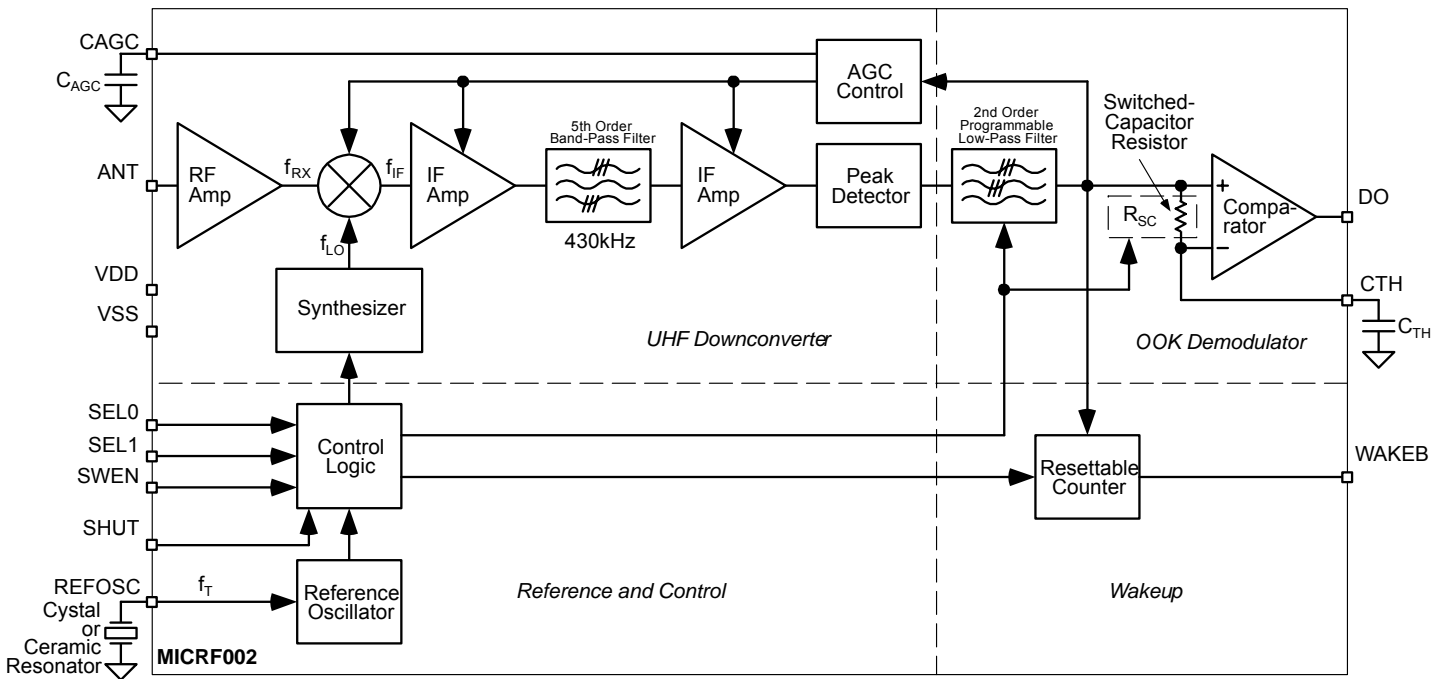 CAGC
C_AGC
AGC
Control
Switched-
Capacitor
Resistor
5th Order
Band-Pass Filter
2nd Order
Programmable
Low-Pass Filter
ANT
RF
Amp
f_RX
f_IF
IF
Amp
430kHz
IF
Amp
Peak
Detector
R_SC
+
−
Compa-
rator
DO
f_LO
VDD
VSS
Synthesizer
UHF Downconverter
OOK Demodulator
CTH
C_TH
SEL0
SEL1
SWEN
SHUT
Control
Logic
Resettable
Counter
WAKEB
REFOSC
f_T
Reference
Oscillator
Reference and Control
Wakeup
Cystal
or
Ceramic
Resonator
MICRF002